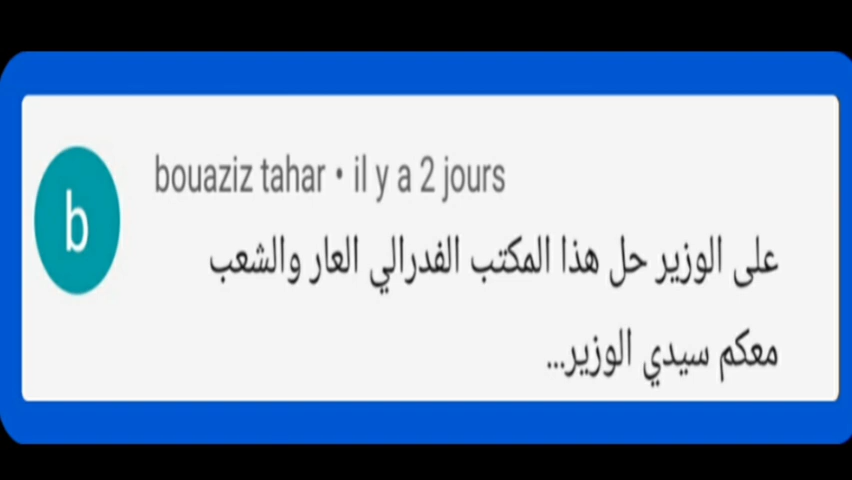 b
bouaziz tahar • il y a 2 jours
على الوزير حل هذا المكتب الفدرالي العار والشعب
معكم سيدي الوزير...